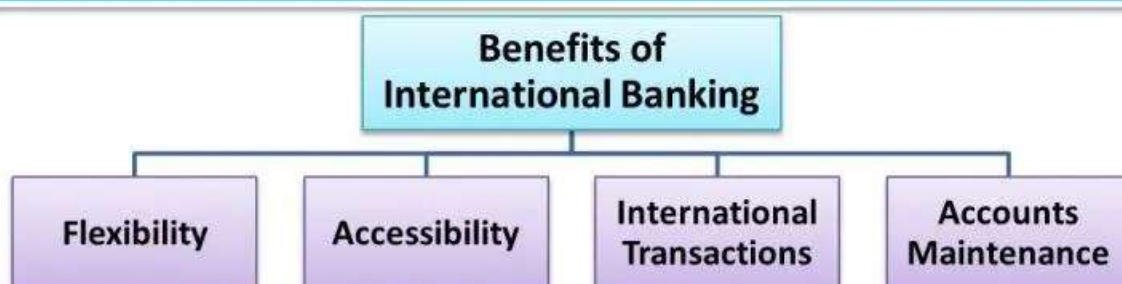 Benefits of
International Banking
Flexibility
Accessibility
International
Transactions
Accounts
Maintenance